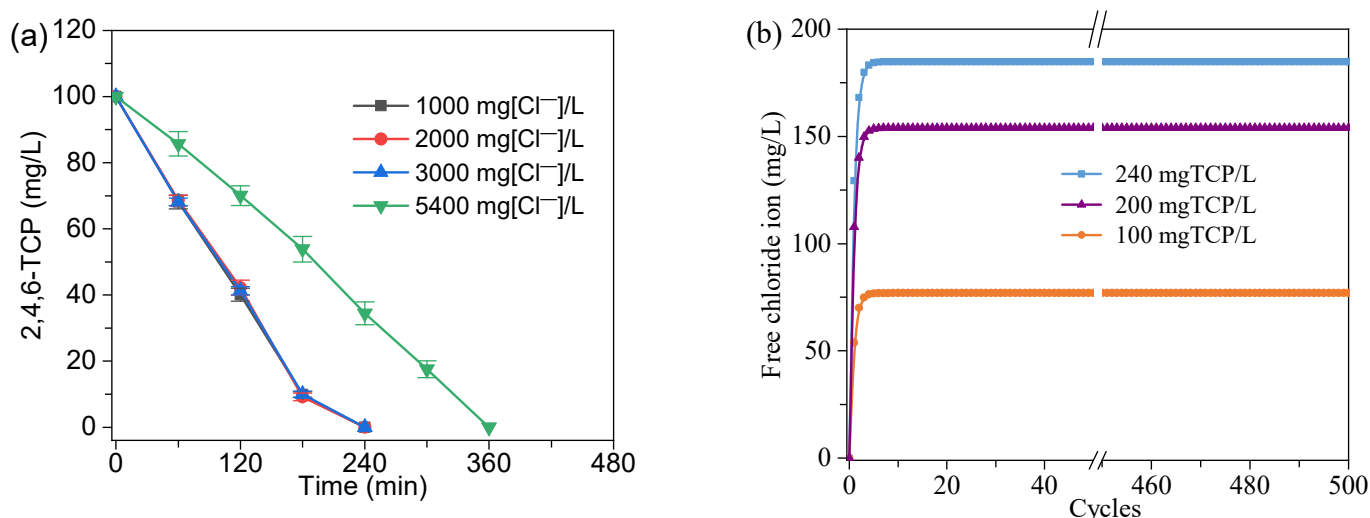 (a)
120
100
80
60
40
20
0
2,4,6-TCP (mg/L)
1000 mg[Cl—]/L
2000 mg[Cl—]/L
3000 mg[Cl—]/L
5400 mg[Cl—]/L
0 120 240 360 480
Time (min)
(b)
200
150
100
50
0
Free chloride ion (mg/L)
240 mgTCP/L
200 mgTCP/L
100 mgTCP/L
0 20 40 460 480 500
Cycles